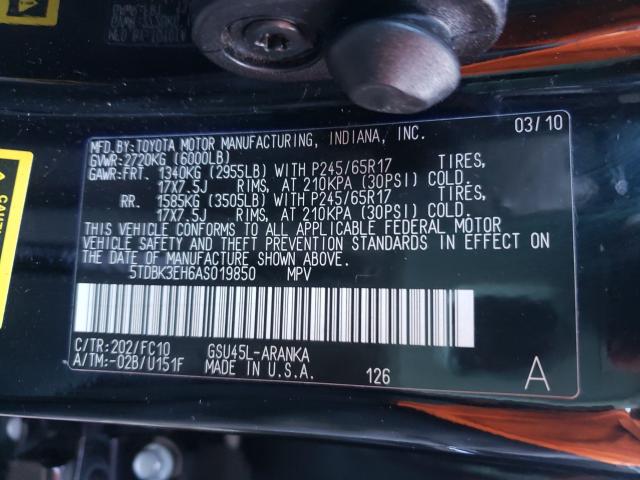 MFD.BY:TOYOTA MOTOR MANUFACTURING, INDIANA, INC. 03/10
GVWR:2720KG (6000LB)
GAWR:FRT. 1340KG (2955LB) WITH P245/65R17 TIRES,
17X7.5J RIMS, AT 210KPA (30PSI) COLD.
RR. 1585KG (3505LB) WITH P245/65R17 TIRES,
17X7.5J RIMS, AT 210KPA (30PSI) COLD.
THIS VEHICLE CONFORMS TO ALL APPLICABLE FEDERAL MOTOR
VEHICLE SAFETY AND THEFT PREVENTION STANDARDS IN EFFECT ON
THE DATE OF MANUFACTURE SHOWN ABOVE.
5TDBK3EH6AS019850 MPV
C/TR:202/FC10 GSU45L-ARANKA
A/TM:-02B/U151F MADE IN U.S.A. 126 A